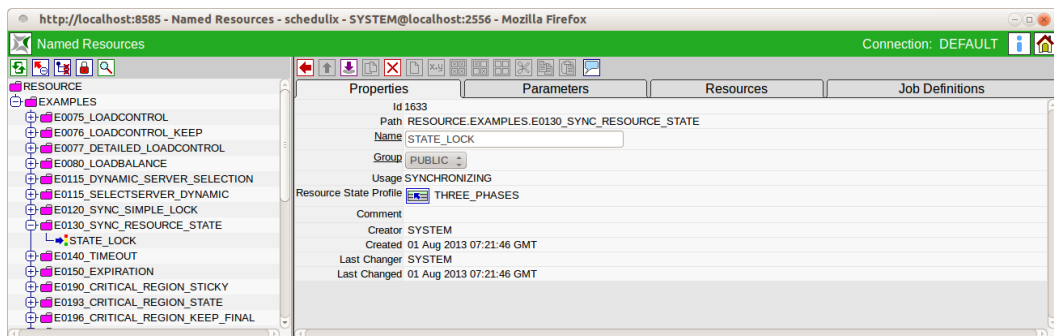 http://localhost:8585 - Named Resources - schedulix - SYSTEM@localhost:2556 - Mozilla Firefox
Named Resources
Connection: DEFAULT
RESOURCE
EXAMPLES
E0075_LOADCONTROL
E0076_LOADCONTROL_KEEP
E0077_DETAILED_LOADCONTROL
E0080_LOADBALANCE
E0115_DYNAMIC_SERVER_SELECTION
E0115_SELECTSERVER_DYNAMIC
E0120_SYNC_SIMPLE_LOCK
E0130_SYNC_RESOURCE_STATE
STATE_LOCK
E0140_TIMEOUT
E0150_EXPIRATION
E0190_CRITICAL_REGION_STICKY
E0193_CRITICAL_REGION_STATE
E0196_CRITICAL_REGION_KEEP_FINAL
Properties
Parameters
Resources
Job Definitions
Id 1633
Path RESOURCE.EXAMPLES.E0130_SYNC_RESOURCE_STATE
Name STATE_LOCK
Group PUBLIC
Usage SYNCHRONIZING
Resource State Profile THREE_PHASES
Comment
Creator SYSTEM
Created 01 Aug 2013 07:21:46 GMT
Last Changer SYSTEM
Last Changed 01 Aug 2013 07:21:46 GMT